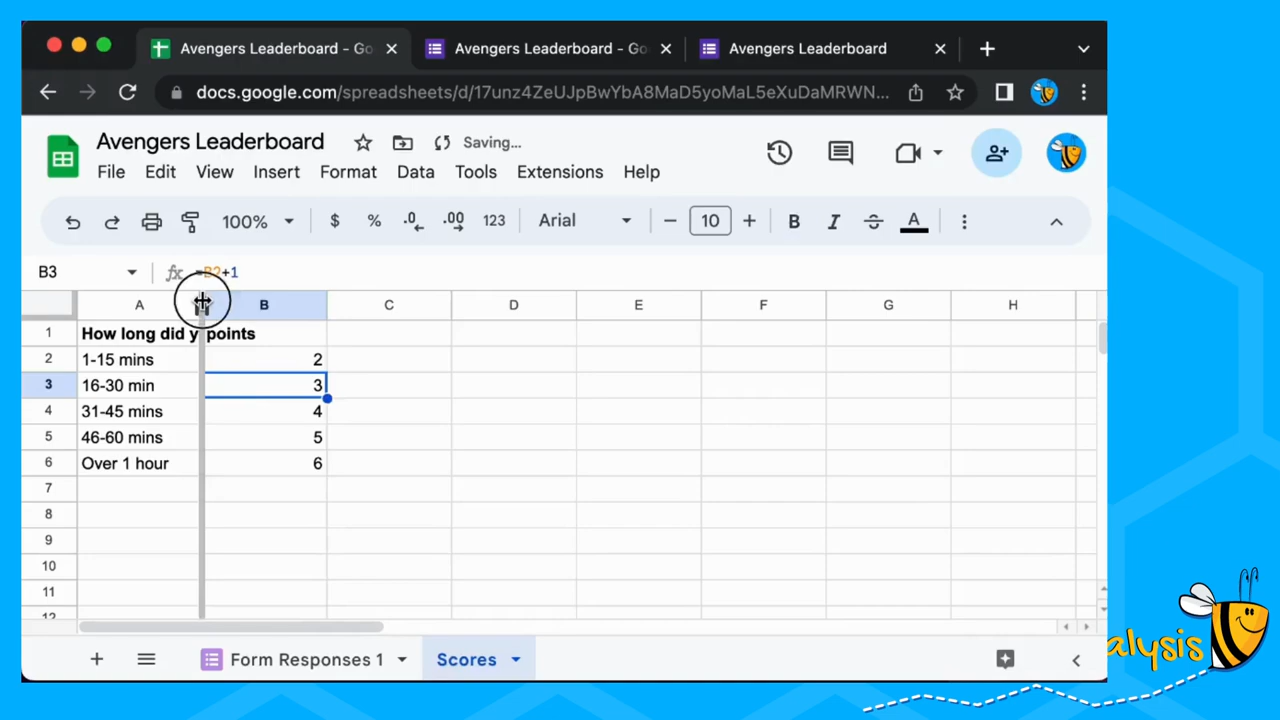 Avengers Leaderboard - Go
Avengers Leaderboard - Go
Avengers Leaderboard
docs.google.com/spreadsheets/d/17unz4ZeUJpBwYbA8MaD5yoMaL5eXuDaMRWN...
Avengers Leaderboard
Saving...
File Edit View Insert Format Data Tools Extensions Help
100% $ % .0 .00 123 Arial 10 B I S A
B3 fx =B2+1
A B C D E F G H
1 How long did y points
2 1-15 mins 2
3 16-30 min 3
4 31-45 mins 4
5 46-60 mins 5
6 Over 1 hour 6
7
8
9
10
11
12
Form Responses 1 Scores
alysis